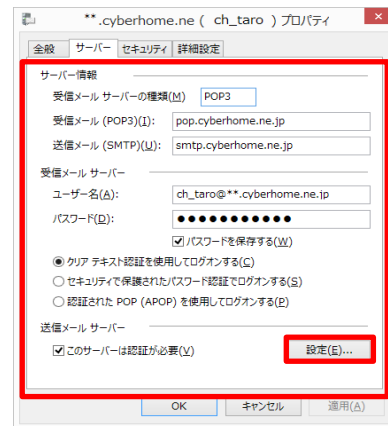 **.cyberhome.ne ( ch_taro ) プロパティ ×
全般 サーバー セキュリティ 詳細設定
サーバー情報
受信メール サーバーの種類(M) POP3
受信メール (POP3)(I): pop.cyberhome.ne.jp
送信メール (SMTP)(U): smtp.cyberhome.ne.jp
受信メール サーバー
ユーザー名(A): ch_taro@**.cyberhome.ne.jp
パスワード(D): ●●●●●●●●●●●
パスワードを保存する(W)
クリア テキスト認証を使用してログオンする(C)
セキュリティで保護されたパスワード認証でログオンする(S)
認証された POP (APOP) を使用してログオンする(P)
送信メール サーバー
このサーバーは認証が必要(V) 設定(E)...
OK キャンセル 適用(A)